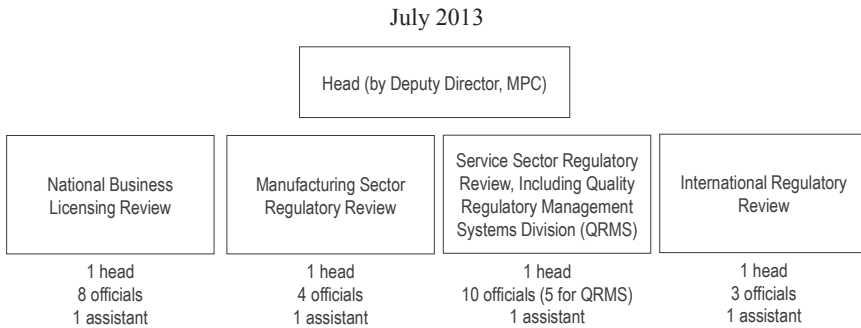 July 2013
Head (by Deputy Director, MPC)
National Business
Licensing Review
Manufacturing Sector
Regulatory Review
Service Sector Regulatory
Review, Including Quality
Regulatory Management
Systems Division (QRMS)
International Regulatory
Review
1 head
8 officials
1 assistant
1 head
4 officials
1 assistant
1 head
10 officials (5 for QRMS)
1 assistant
1 head
3 officials
1 assistant